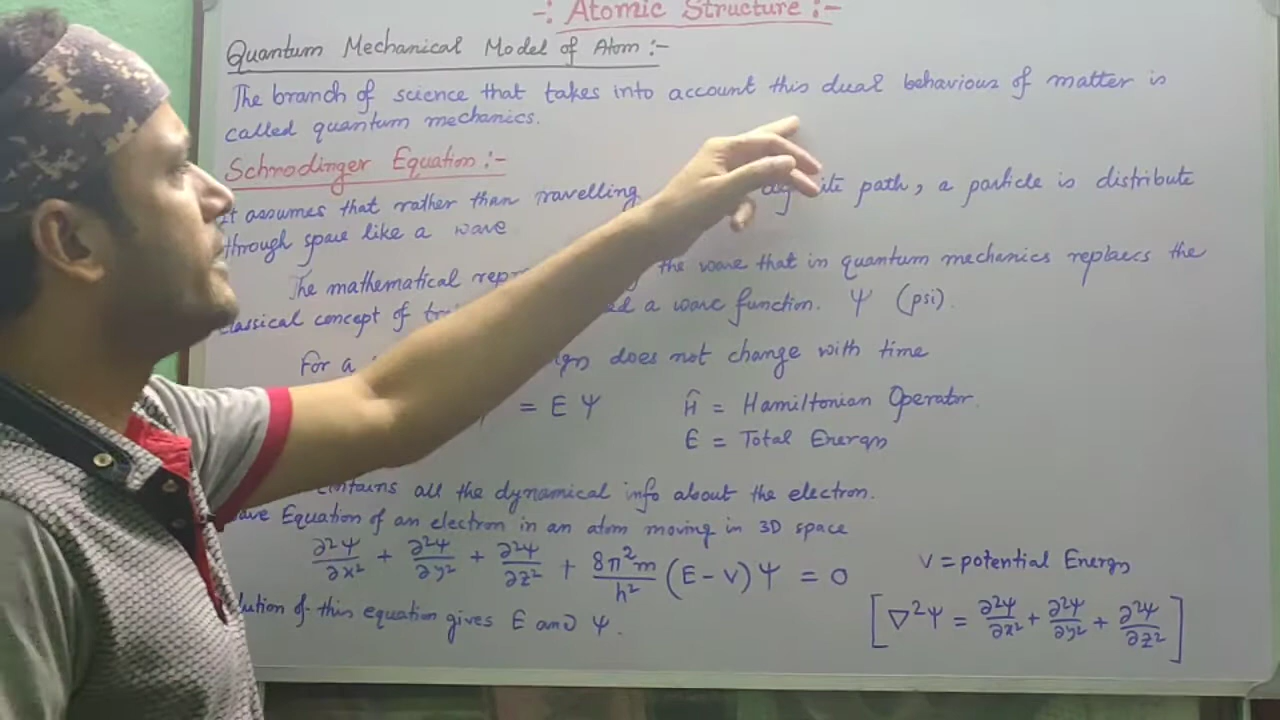 -: Atomic Structure :-
Quantum Mechanical Model of Atom :-
The branch of science that takes into account this dual behaviour of matter is
called quantum mechanics.
Schrodinger Equation :-
It assumes that rather than travelling path, a particle is distribute
through space like a wave
The mathematical the wave that in quantum mechanics replaces the
classical concept of a wave function. Ψ (psi).
For a does not change with time
= E Ψ Ĥ = Hamiltonian Operator.
E = Total Energy
contains all the dynamical info about the electron.
Wave Equation of an electron in an atom moving in 3D space
∂²Ψ/∂x² + ∂²Ψ/∂y² + ∂²Ψ/∂z² + 8π²m/h² (E - V) Ψ = 0 V = potential Energy
of this equation gives E and Ψ. [∇²Ψ = ∂²Ψ/∂x² + ∂²Ψ/∂y² + ∂²Ψ/∂z²]